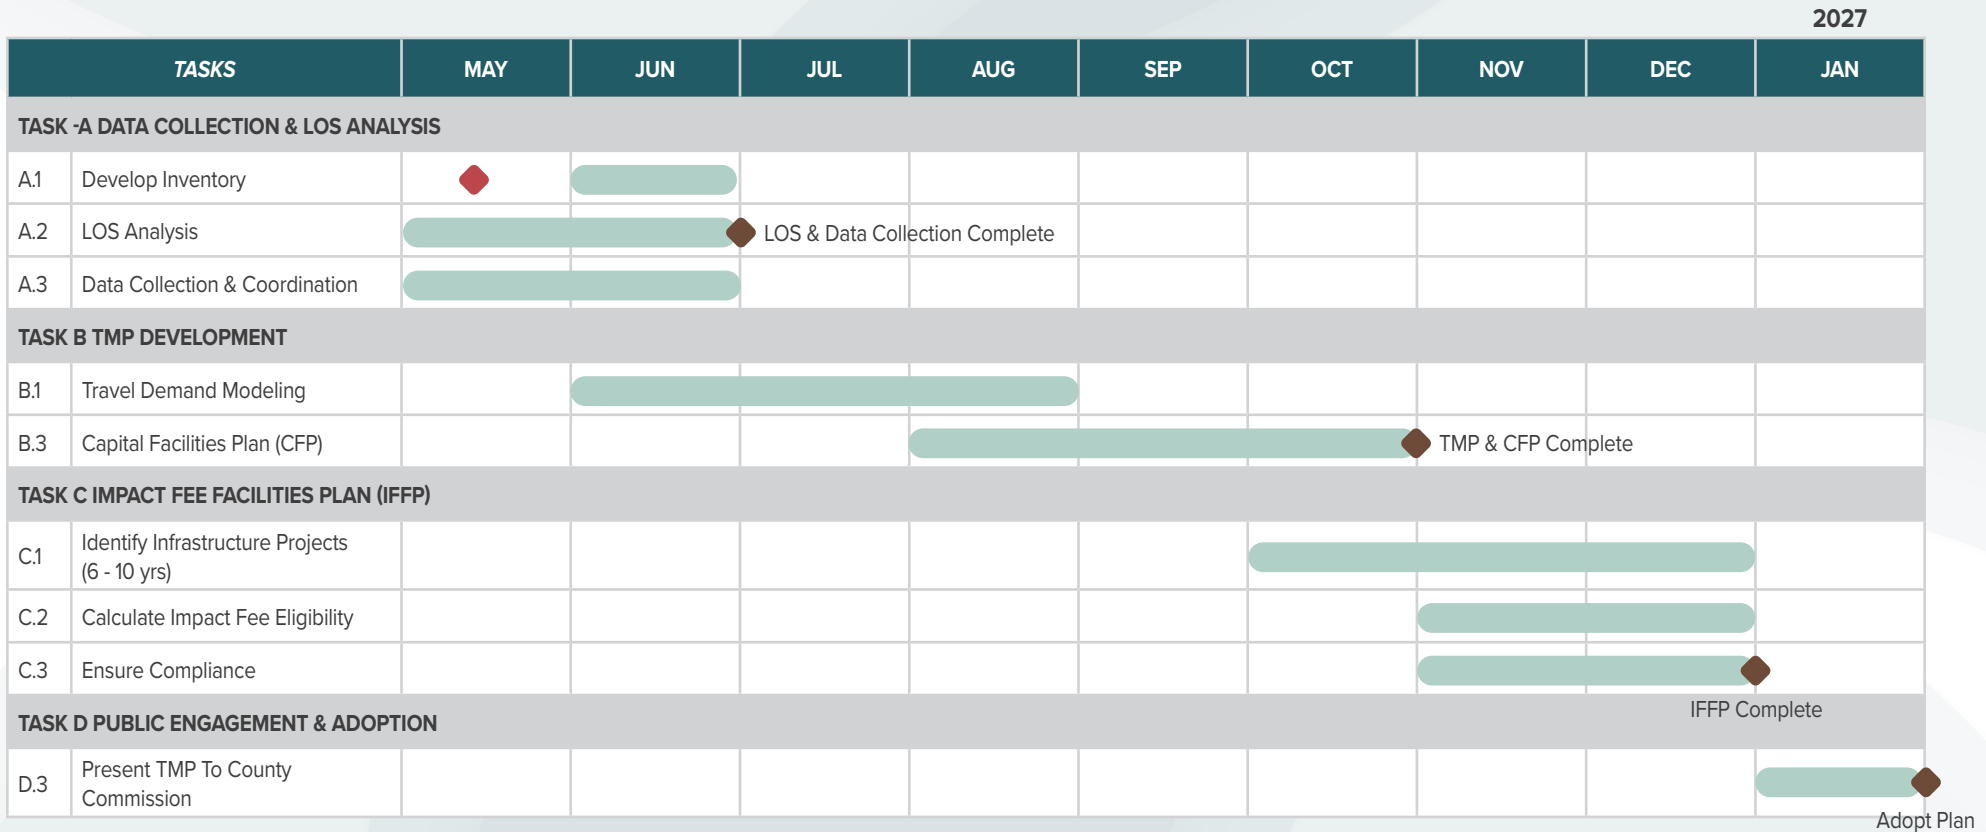 2027
TASKS MAY JUN JUL AUG SEP OCT NOV DEC JAN
TASK -A DATA COLLECTION & LOS ANALYSIS
A.1 Develop Inventory
A.2 LOS Analysis LOS & Data Collection Complete
A.3 Data Collection & Coordination
TASK B TMP DEVELOPMENT
B.1 Travel Demand Modeling
B.3 Capital Facilities Plan (CFP) TMP & CFP Complete
TASK C IMPACT FEE FACILITIES PLAN (IFFP)
C.1 Identify Infrastructure Projects
(6 - 10 yrs)
C.2 Calculate Impact Fee Eligibility
C.3 Ensure Compliance
IFFP Complete
TASK D PUBLIC ENGAGEMENT & ADOPTION
D.3 Present TMP To County
Commission
Adopt Plan